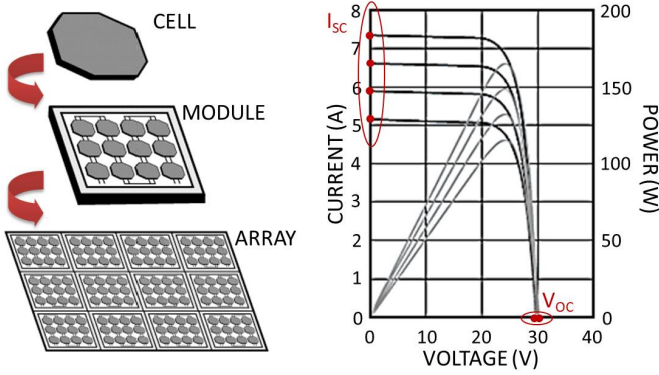 CELL
MODULE
ARRAY
I_SC
8
7
6
5
4
3
2
1
0
CURRENT (A)
200
150
100
50
0
POWER (W)
V_OC
0 10 20 30 40
VOLTAGE (V)